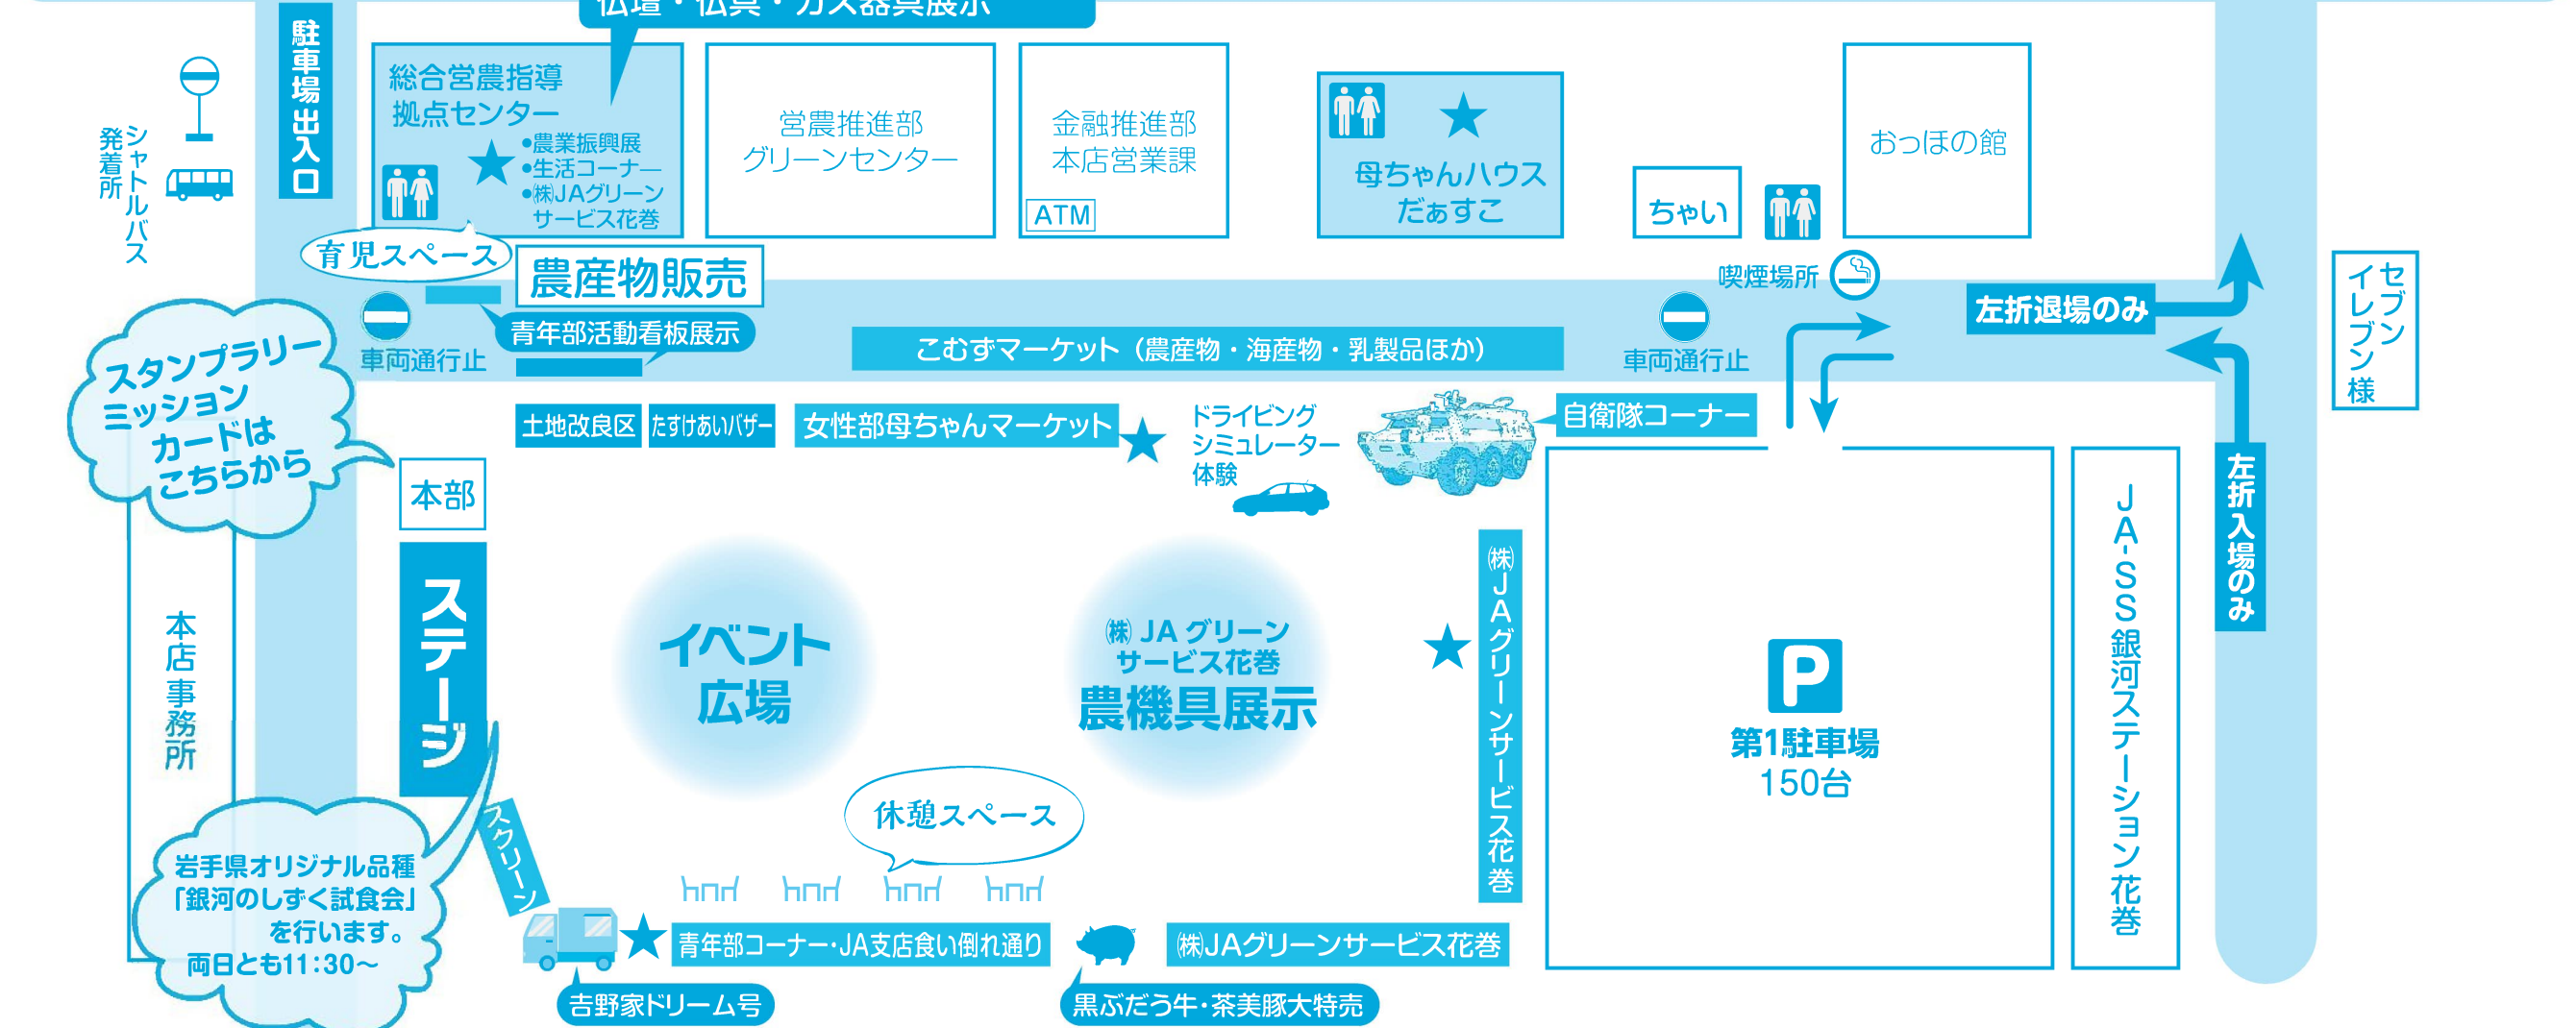 仏壇・仏具・ガス器具展示
駐車場出入口
シャトルバス
発着所
総合営農指導
拠点センター
●農業振興展
●生活コーナー
●㈱JAグリーン
サービス花巻
営農推進部
グリーンセンター
金融推進部
本店営業課
ATM
母ちゃんハウス
だぁすこ
ちゃい
おっほの館
喫煙場所
育児スペース
農産物販売
青年部活動看板展示
車両通行止
こむずマーケット（農産物・海産物・乳製品ほか）
車両通行止
左折退場のみ
セブン
イレブン様
スタンプラリー
ミッション
カードは
こちらから
土地改良区
たすけあいバザー
女性部母ちゃんマーケット
ドライビング
シミュレーター
体験
自衛隊コーナー
本部
ステージ
イベント
広場
㈱JAグリーン
サービス花巻
農機具展示
㈱JAグリーンサービス花巻
P
第1駐車場
150台
JA-SS銀河ステーション花巻
左折入場のみ
本店事務所
休憩スペース
スクリーン
岩手県オリジナル品種
「銀河のしずく試食会」
を行います。
両日とも11:30〜
青年部コーナー・JA支店食い倒れ通り
㈱JAグリーンサービス花巻
吉野家ドリーム号
黒ぶだう牛・茶美豚大特売